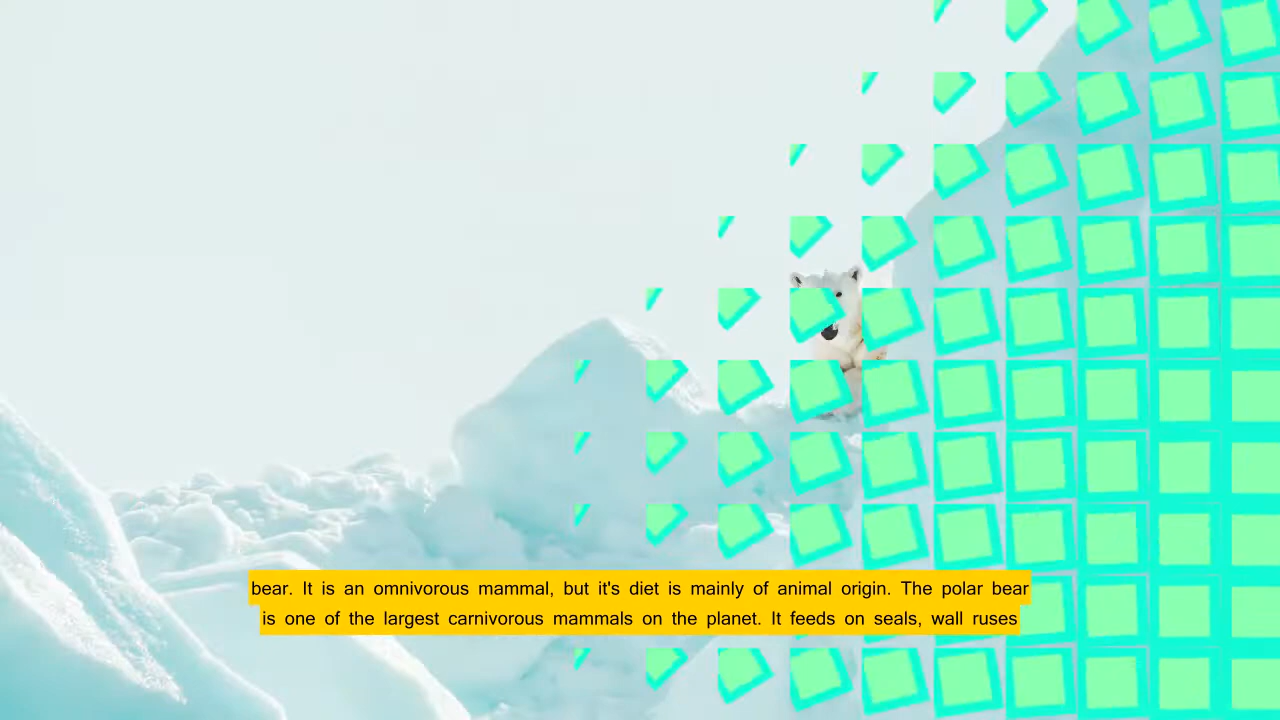 bear. It is an omnivorous mammal, but it's diet is mainly of animal origin. The polar bear
is one of the largest carnivorous mammals on the planet. It feeds on seals, wall ruses